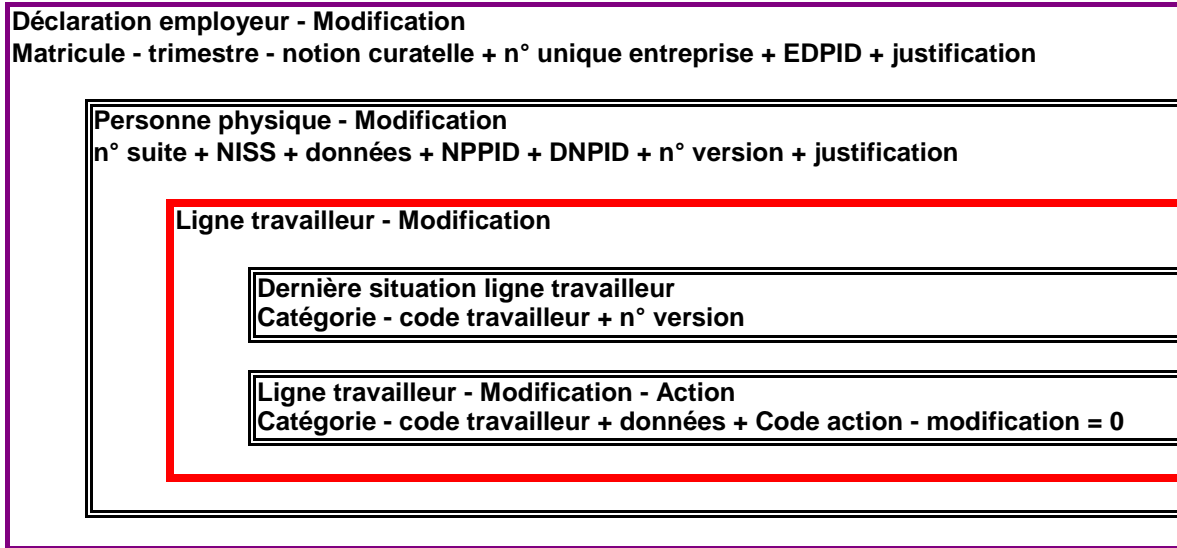 Déclaration employeur - Modification
Matricule - trimestre - notion curatelle + n° unique entreprise + EDPID + justification
Personne physique - Modification
n° suite + NISS + données + NPPID + DNPID + n° version + justification
Ligne travailleur - Modification
Dernière situation ligne travailleur
Catégorie - code travailleur + n° version
Ligne travailleur - Modification - Action
Catégorie - code travailleur + données + Code action - modification = 0